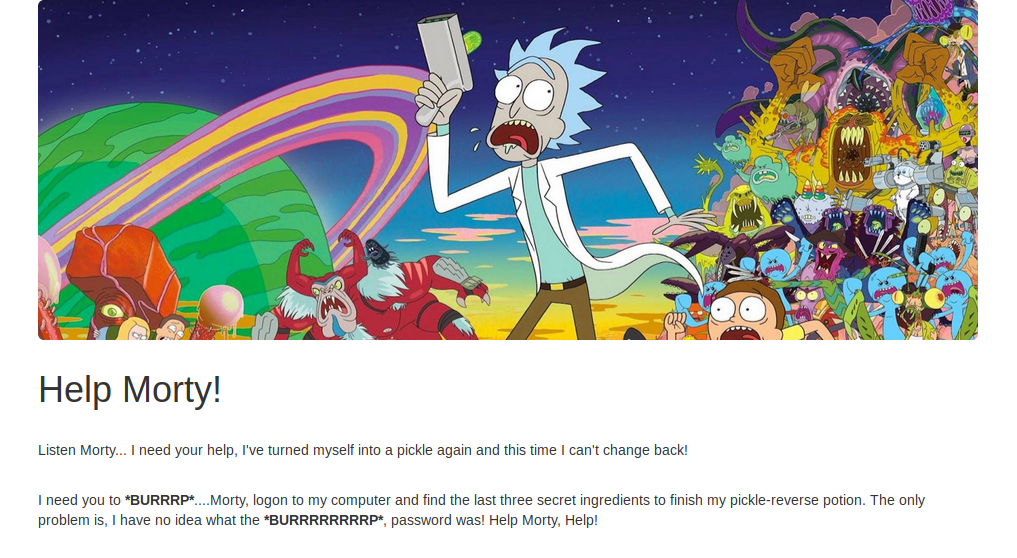 Help Morty!
Listen Morty... I need your help, I've turned myself into a pickle again and this time I can't change back!
I need you to *BURRRP*....Morty, logon to my computer and find the last three secret ingredients to finish my pickle-reverse potion. The only
problem is, I have no idea what the *BURRRRRRRRP*, password was! Help Morty, Help!